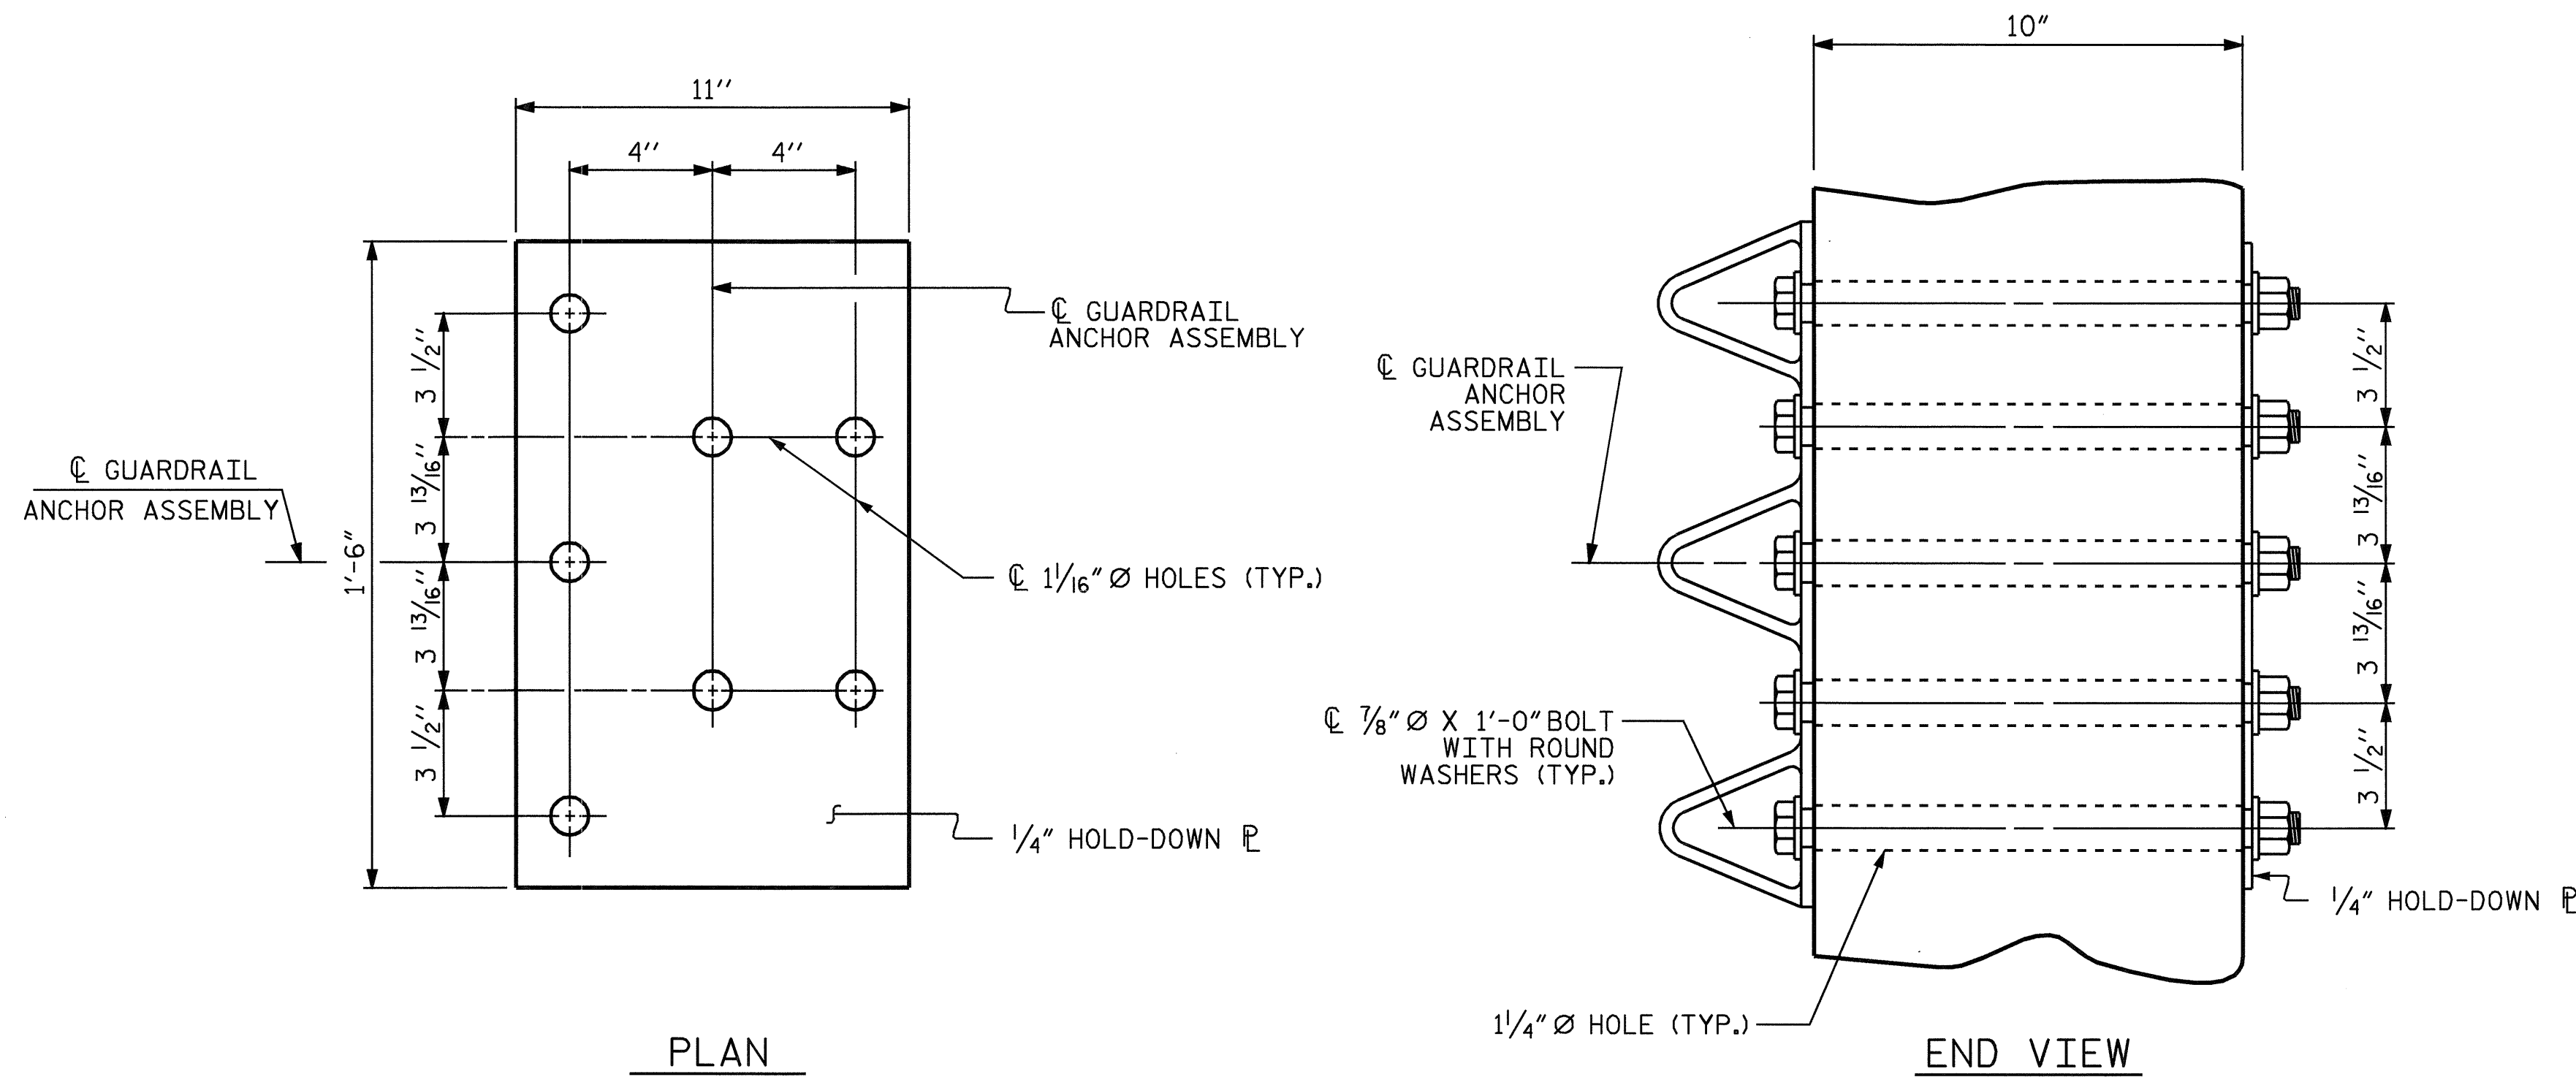 11″
4″ 4″
3 1/2″
3 13/16″
3 13/16″
3 1/2″
1′-6″
℄ GUARDRAIL
ANCHOR ASSEMBLY
℄ GUARDRAIL
ANCHOR ASSEMBLY
℄ 1 1/16″ Ø HOLES (TYP.)
1/4″ HOLD-DOWN ⅊
PLAN
10″
℄ GUARDRAIL
ANCHOR
ASSEMBLY
℄ 7/8″ Ø X 1′-0″ BOLT
WITH ROUND
WASHERS (TYP.)
1 1/4″ Ø HOLE (TYP.)
3 1/2″
3 13/16″
3 13/16″
3 1/2″
1/4″ HOLD-DOWN ⅊
END VIEW